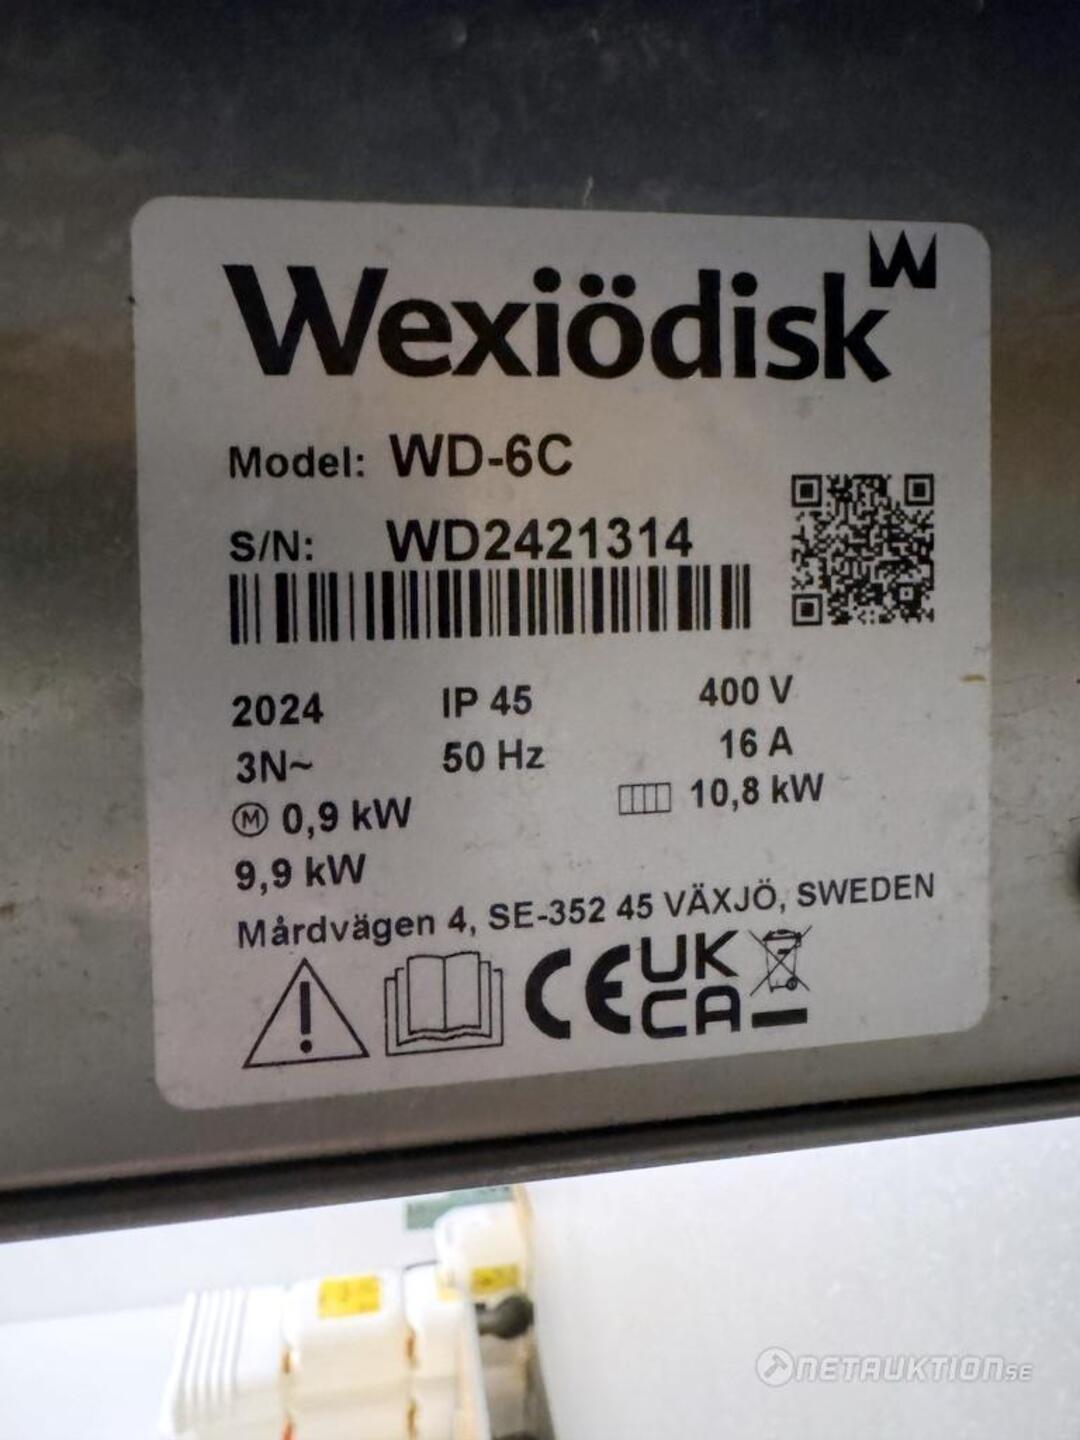 Wexiödisk
Model: WD-6C
S/N: WD2421314
2024 IP 45 400 V
3N~ 50 Hz 16 A
M 0,9 kW 10,8 kW
9,9 kW
Mårdvägen 4, SE-352 45 VÄXJÖ, SWEDEN
CE UK
CA
NETAUKTION.SE